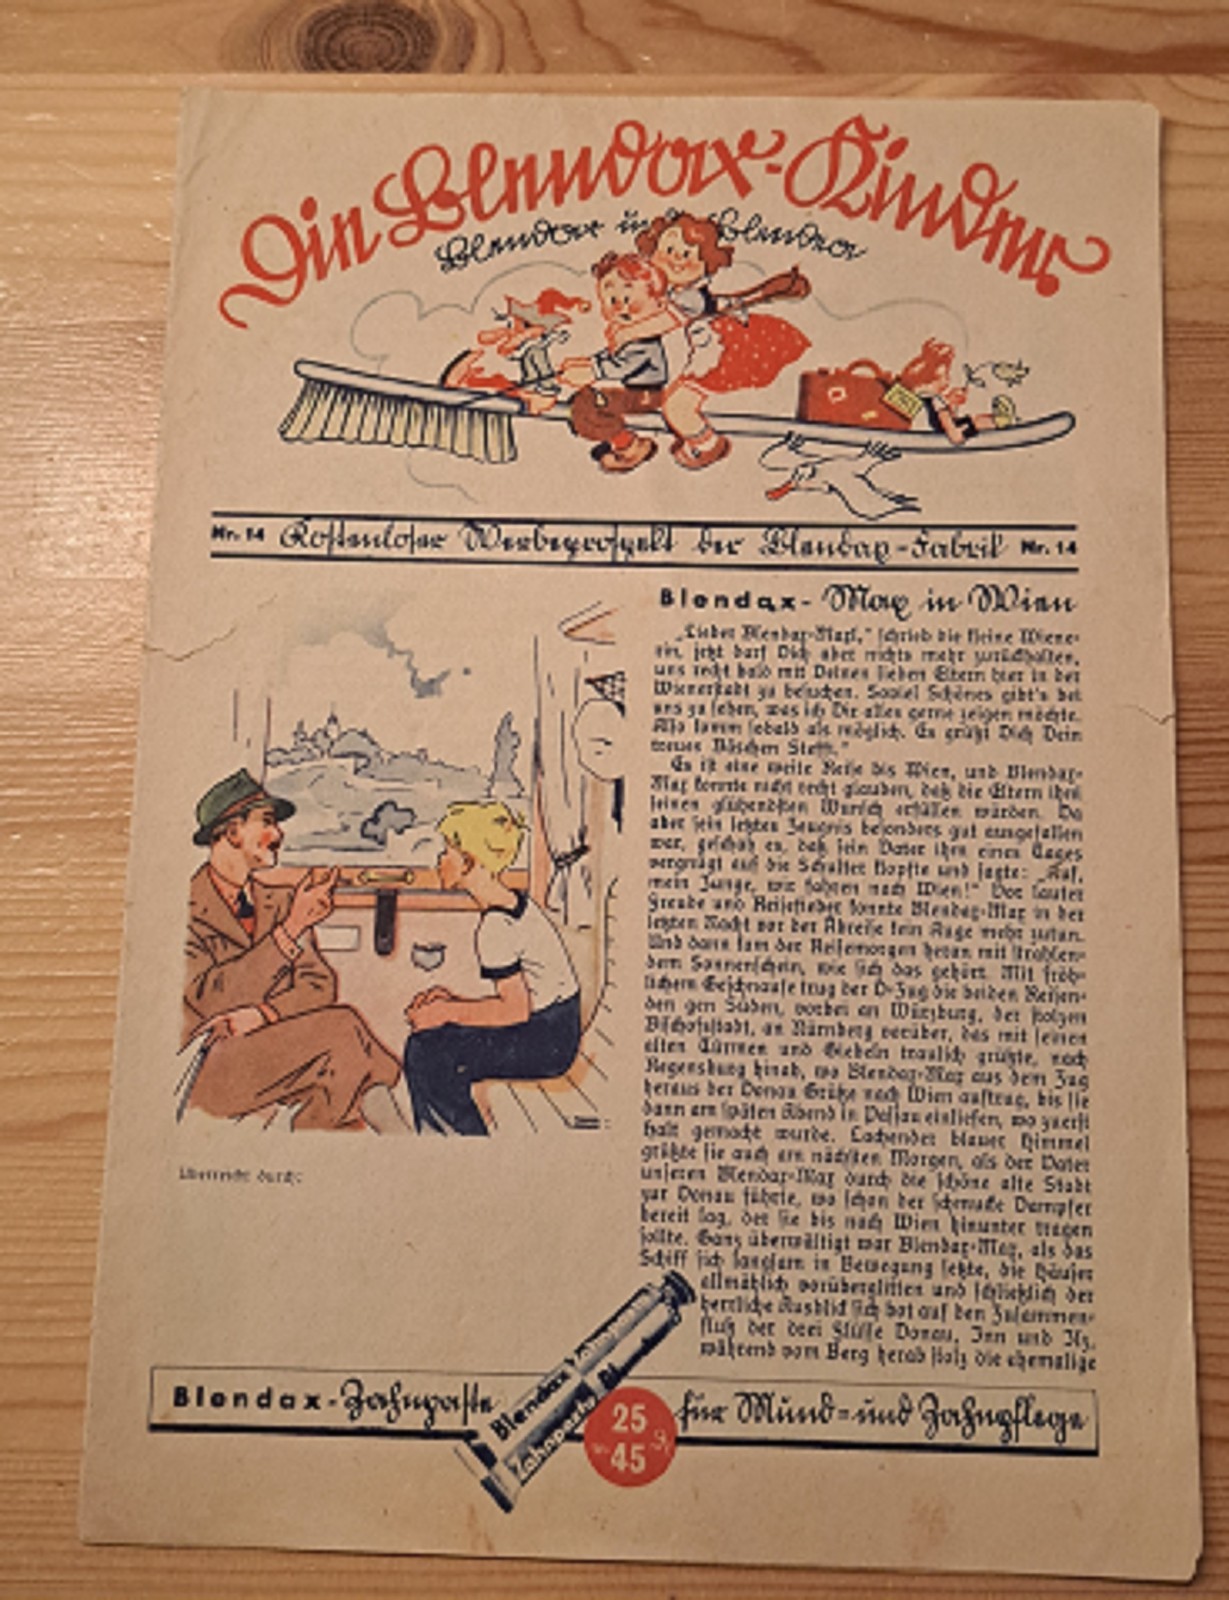 Die Blendax-Kinder
Blendax und Blenda
Nr. 14 Kostenloser Werbeprospekt der Blendax-Fabrik Nr. 14
Blendax-Max in Wien
„Lieber Blendax-Maxl,“ schrieb die kleine Wiene-
rin, jetzt darf Dich aber nichts mehr zurückhalten,
uns recht bald mit Deinen lieben Eltern hier in der
Wienerstadt zu besuchen. Soviel Schönes gibt's bei
uns zu sehen, was ich Dir alles gerne zeigen möchte.
Also komm sobald als möglich. Es grüßt Dich Dein
treues Bäschen Steffi.“
Es ist eine weite Reise bis Wien, und Blendax-
Max konnte nicht recht glauben, daß die Eltern ihm
seinen glühendsten Wunsch erfüllen würden. Da
aber sein letztes Zeugnis besonders gut ausgefallen
war, geschah es, daß sein Vater ihm eines Tages
vergnügt auf die Schulter klopfte und sagte: „Auf,
mein Junge, wir fahren nach Wien!“ Vor lauter
Freude und Reisefieber konnte Blendax-Max in der
letzten Nacht vor der Abreise kein Auge mehr zutun.
Und dann kam der Reisemorgen heran mit strahlen-
dem Sonnenschein, wie sich das gehört. Mit fröh-
lichem Geschnaufe trug der D-Zug die beiden Reisen-
den gen Süden, vorbei an Würzburg, der stolzen
Bischofsstadt, an Nürnberg vorüber, das mit seinen
alten Türmen und Giebeln traulich grüßte, nach
Regensburg hinab, wo Blendax-Max aus dem Zug
heraus der Donau Grüße nach Wien auftrug, bis sie
dann am späten Abend in Passau einliefen, wo zuerst
halt gemacht wurde. Lachender blauer Himmel
grüßte sie auch am nächsten Morgen, als der Vater
unseren Blendax-Max durch die schöne alte Stadt
zur Donau führte, wo schon der schmucke Dampfer
bereit lag, der sie bis nach Wien hinunter tragen
sollte. Ganz überwältigt war Blendax-Max, als das
Schiff sich langsam in Bewegung setzte, die Häuser
allmählich vorüberglitten und schließlich der
herrliche Ausblick sich bot auf den Zusammen-
fluß der drei Flüsse Donau, Inn und Ilz,
während vom Berg herab stolz die ehemalige
Überreicht durch:
Blendax-Zahnpaste
Blendax
Zahnpasta
25
45
für Mund- und Zahnpflege